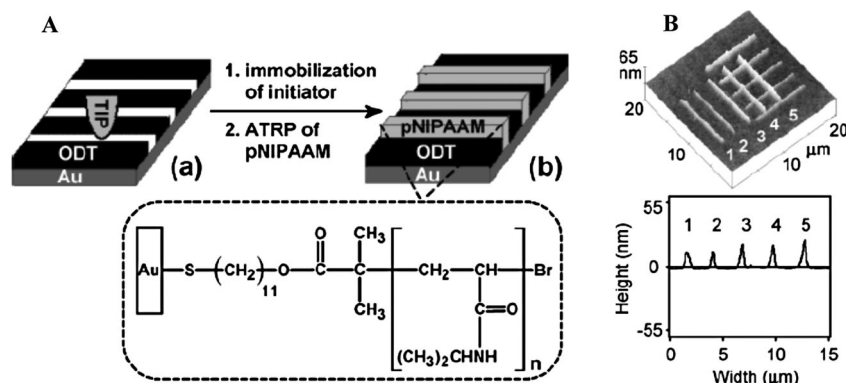 A
1. immobilization
of initiator
2. ATRP of
pNIPAAM
TIP
ODT
Au
(a)
pNIPAAM
ODT
Au
(b)
Au
S
(CH2)
11
O
O
C
CH3
C
CH3
CH2
CH
C=O
(CH3)2CHNH
Br
n
B
65
nm
20
10
1 2 3 4 5
10
μm
20
55
0
-55
Height (nm)
1 2 3 4 5
0 5 10 15
Width (μm)